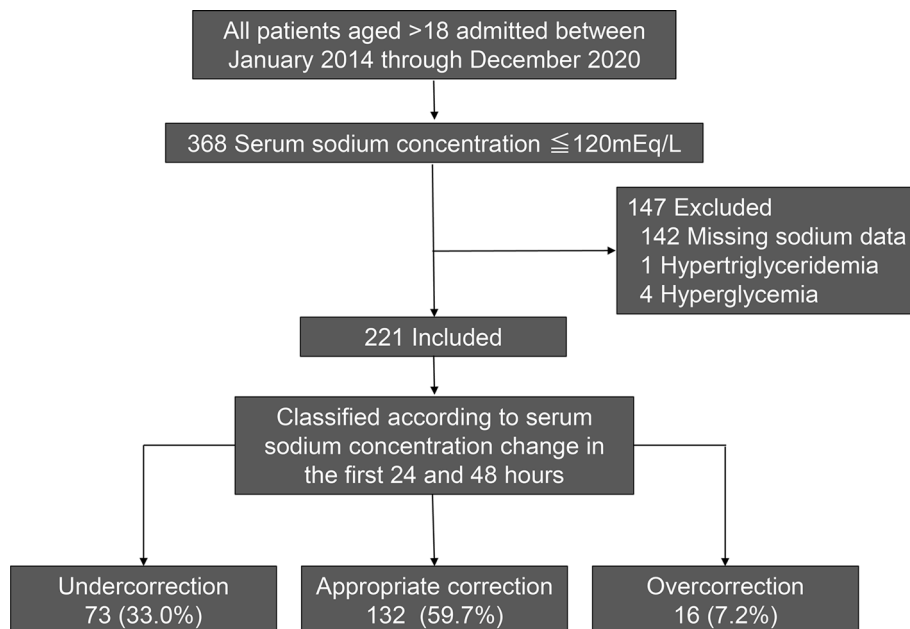 All patients aged >18 admitted between
January 2014 through December 2020
368 Serum sodium concentration ≦120mEq/L
147 Excluded
142 Missing sodium data
1 Hypertriglyceridemia
4 Hyperglycemia
221 Included
Classified according to serum
sodium concentration change in
the first 24 and 48 hours
Undercorrection
73 (33.0%)
Appropriate correction
132 (59.7%)
Overcorrection
16 (7.2%)